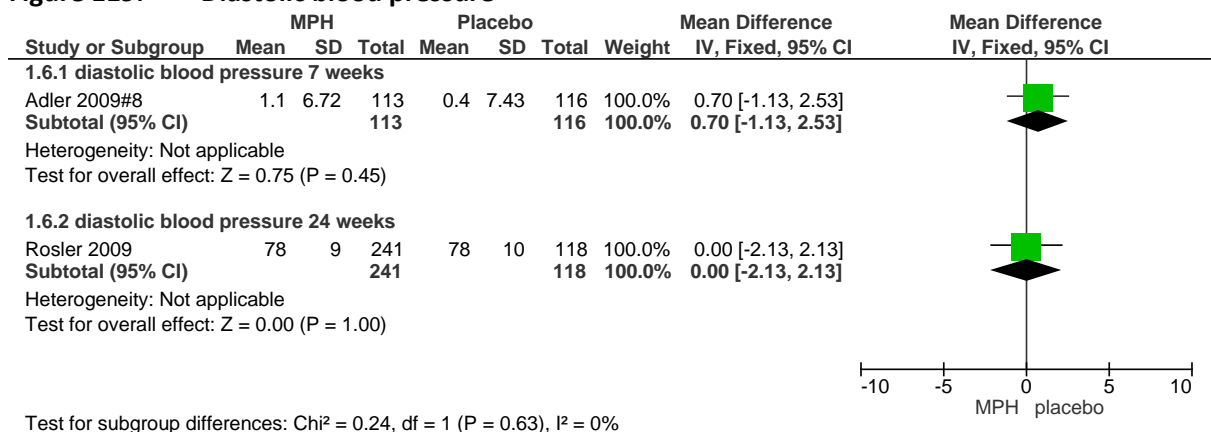 MPH Placebo Mean Difference Mean Difference
Study or Subgroup Mean SD Total Mean SD Total Weight IV, Fixed, 95% CI IV, Fixed, 95% CI
1.6.1 diastolic blood pressure 7 weeks
Adler 2009#8 1.1 6.72 113 0.4 7.43 116 100.0% 0.70 [-1.13, 2.53]
Subtotal (95% CI) 113 116 100.0% 0.70 [-1.13, 2.53]
Heterogeneity: Not applicable
Test for overall effect: Z = 0.75 (P = 0.45)
1.6.2 diastolic blood pressure 24 weeks
Rosler 2009 78 9 241 78 10 118 100.0% 0.00 [-2.13, 2.13]
Subtotal (95% CI) 241 118 100.0% 0.00 [-2.13, 2.13]
Heterogeneity: Not applicable
Test for overall effect: Z = 0.00 (P = 1.00)
-10 -5 0 5 10
MPH placebo
Test for subgroup differences: Chi² = 0.24, df = 1 (P = 0.63), I² = 0%